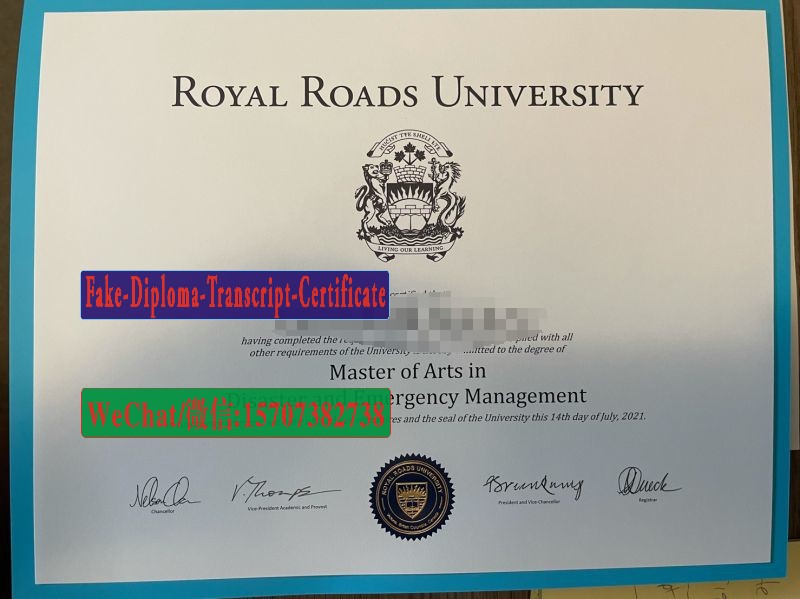 ROYAL ROADS UNIVERSITY
LIVING OUR LEARNING
Fake-Diploma-Transcript-Certificate
having completed the
with all
other requirements of the University
to the degree of
Master of Arts in
Disaster and Emergency Management
WeChat/微信:15707382738
and the seal of the University this 14th day of July, 2021.
Chancellor
Vice-President Academic and Provost
ROYAL ROADS UNIVERSITY
President and Vice-Chancellor
Registrar